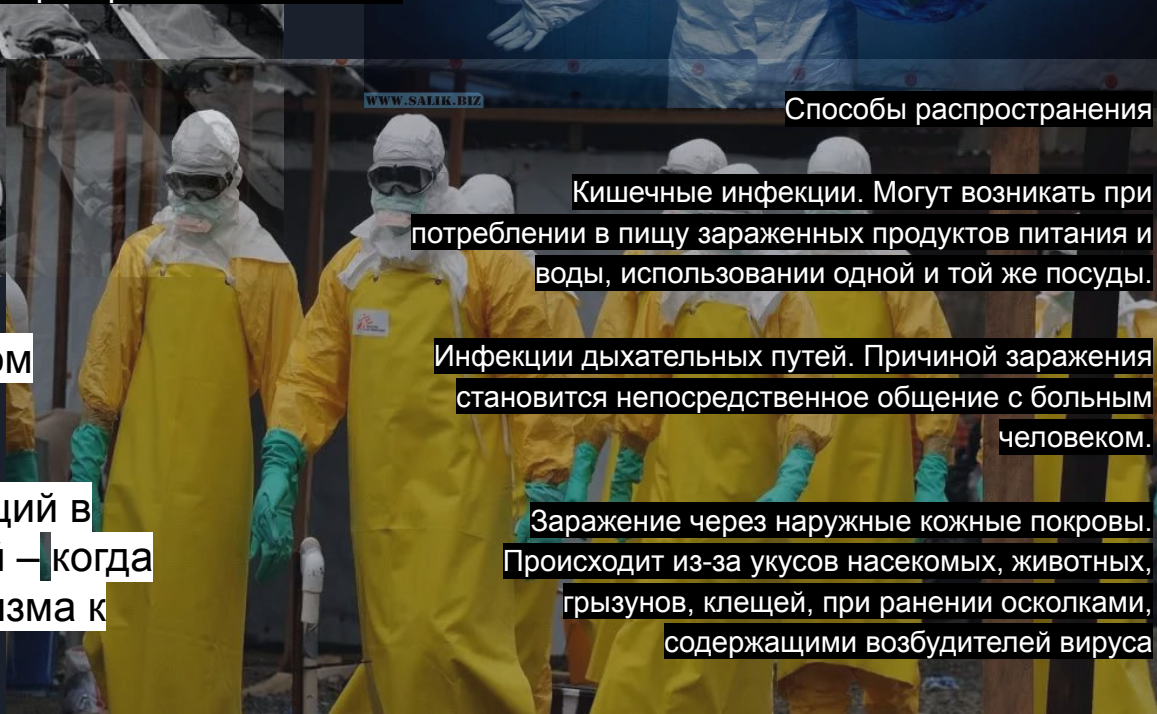 WWW.SALIK.BIZ
Способы распространения
Кишечные инфекции. Могут возникать при
потреблении в пищу зараженных продуктов питания и
воды, использовании одной и той же посуды.
Инфекции дыхательных путей. Причиной заражения
становится непосредственное общение с больным
человеком.
Заражение через наружные кожные покровы.
Происходит из-за укусов насекомых, животных,
грызунов, клещей, при ранении осколками,
содержащими возбудителей вируса
ом
щий в
й – когда
изма к